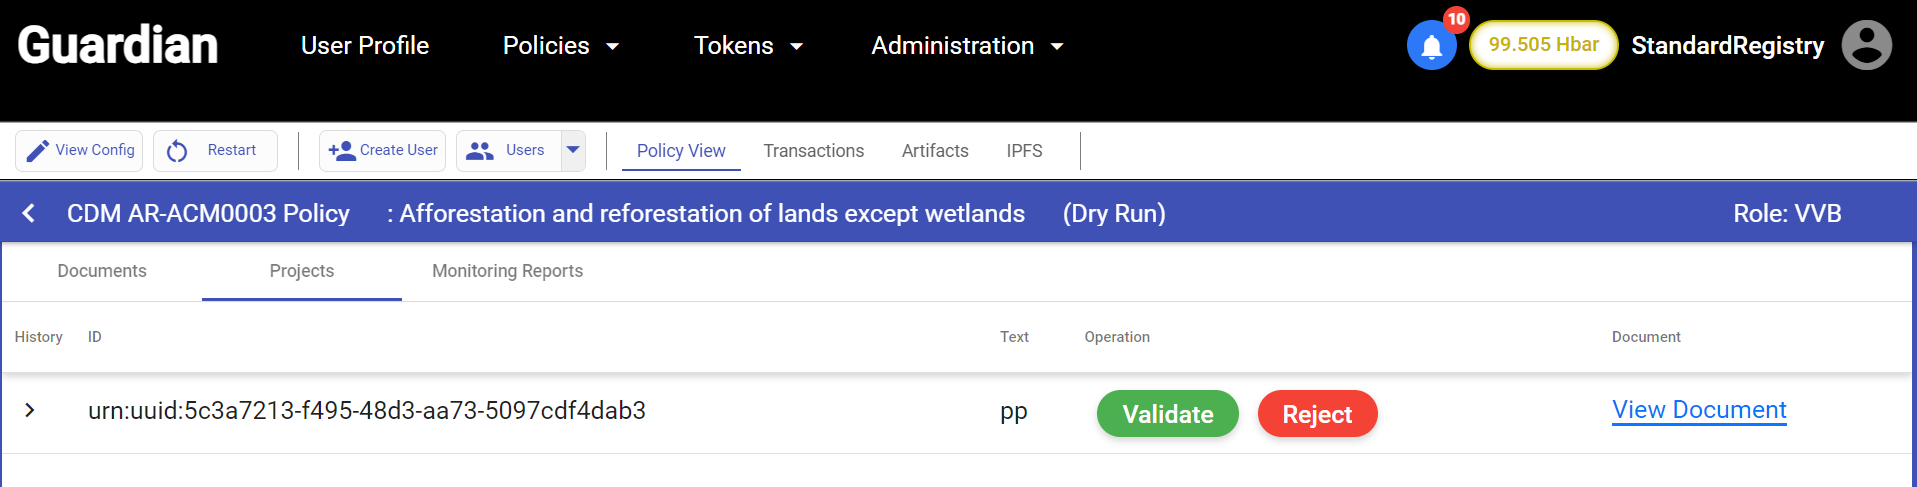 Guardian User Profile Policies Tokens Administration 10 99.505 Hbar StandardRegistry
View Config Restart Create User Users Policy View Transactions Artifacts IPFS
CDM AR-ACM0003 Policy : Afforestation and reforestation of lands except wetlands (Dry Run) Role: VVB
Documents Projects Monitoring Reports
History ID Text Operation Document
urn:uuid:5c3a7213-f495-48d3-aa73-5097cdf4dab3 pp Validate Reject View Document